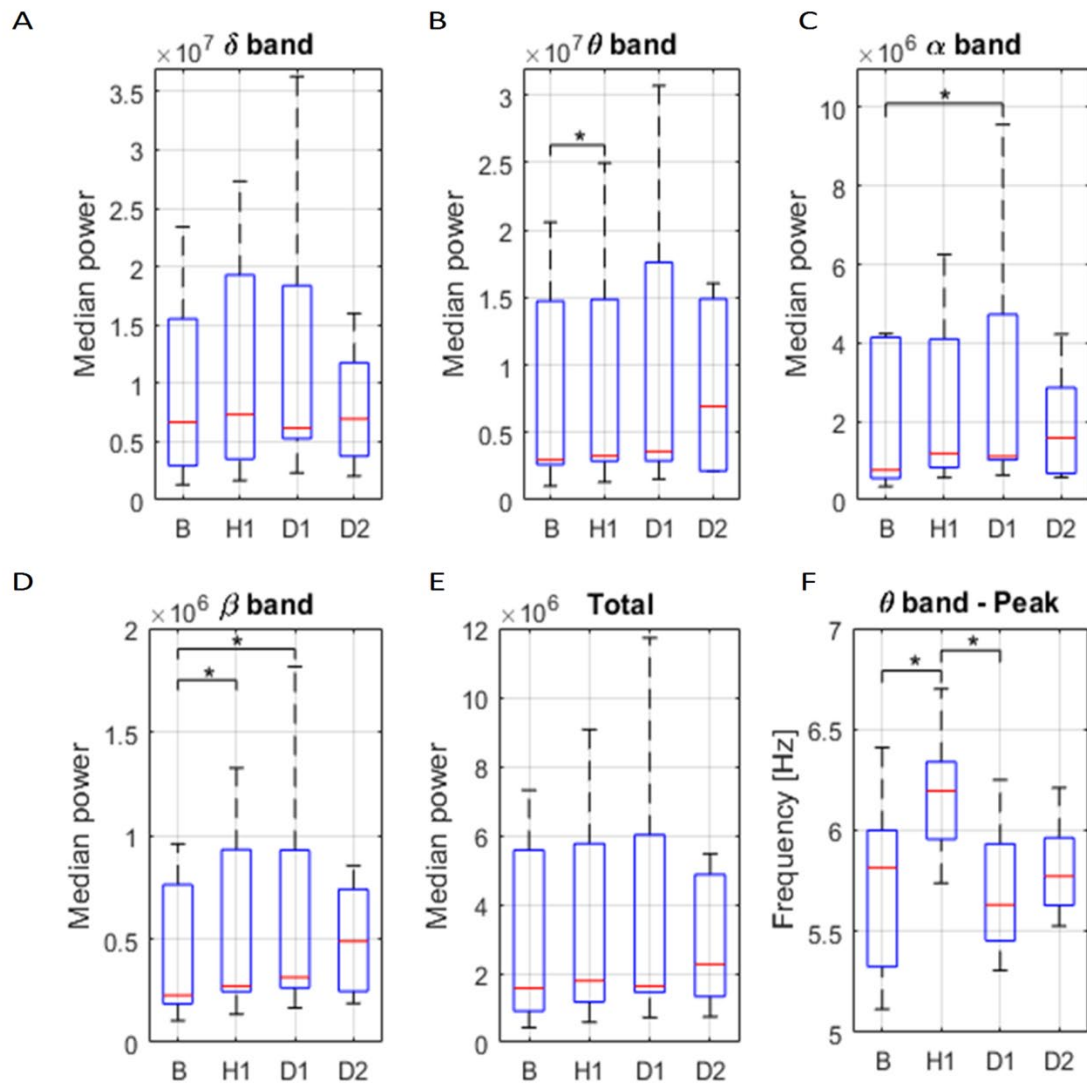 A
×10⁷ δ band
Median power
3.5
3
2.5
2
1.5
1
0.5
0
B H1 D1 D2
B
×10⁷ θ band
Median power
3
2.5
2
1.5
1
0.5
0
*
B H1 D1 D2
C
×10⁶ α band
Median power
10
8
6
4
2
0
*
B H1 D1 D2
D
×10⁶ β band
Median power
2
1.5
1
0.5
0
*
*
B H1 D1 D2
E
×10⁶ Total
Median power
12
10
8
6
4
2
0
B H1 D1 D2
F
θ band - Peak
Frequency [Hz]
7
6.5
6
5.5
5
*
*
B H1 D1 D2